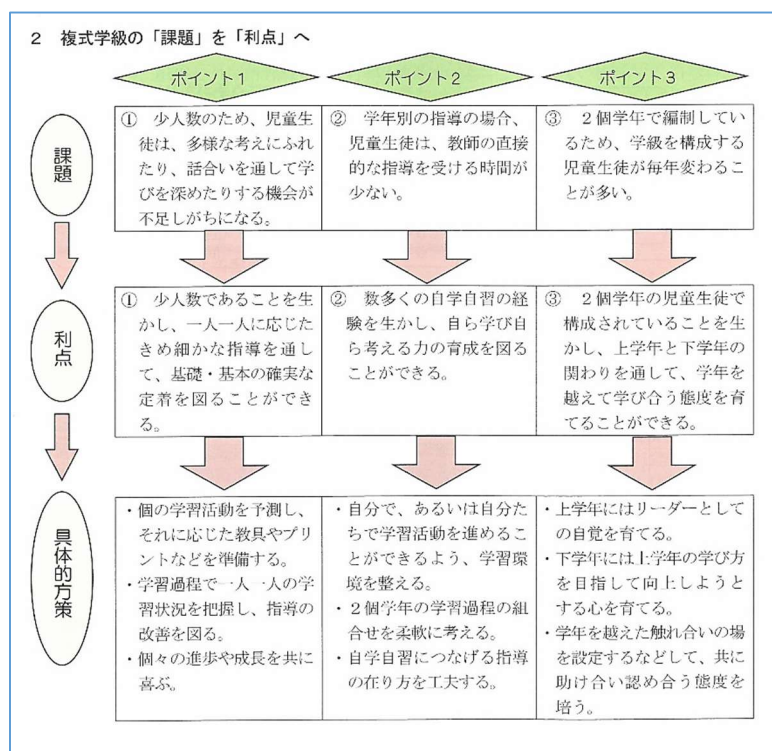 2 複式学級の「課題」を「利点」へ
ポイント1
ポイント2
ポイント3
課題
① 少人数のため、児童生
徒は、多様な考えにふれ
たり、話合いを通して学
びを深めたりする機会が
不足しがちになる。
② 学年別の指導の場合、
児童生徒は、教師の直接
的な指導を受ける時間が
少ない。
③ 2個学年で編制してい
るため、学級を構成する
児童生徒が毎年変わるこ
とが多い。
利点
① 少人数であることを生
かし、一人一人に応じた
きめ細かな指導を通し
て、基礎・基本の確実な
定着を図ることができ
る。
② 数多くの自学自習の経
験を生かし、自ら学び自
ら考える力の育成を図る
ことができる。
③ 2個学年の児童生徒で
構成されていることを生
かし、上学年と下学年の
関わりを通して、学年を
越えて学び合う態度を育
てることができる。
具体的方策
・個の学習活動を予測し、
それに応じた教具やプリ
ントなどを準備する。
・学習過程で一人一人の学
習状況を把握し、指導の
改善を図る。
・個々の進歩や成長を共に
喜ぶ。
・自分で、あるいは自分た
ちで学習活動を進めるこ
とができるよう、学習環
境を整える。
・2個学年の学習過程の組
合せを柔軟に考える。
・自学自習につなげる指導
の在り方を工夫する。
・上学年にはリーダーとして
の自覚を育てる。
・下学年には上学年の学び方
を目指して向上しようと
する心を育てる。
・学年を越えた触れ合いの場
を設定するなどして、共に
助け合い認め合う態度を
培う。